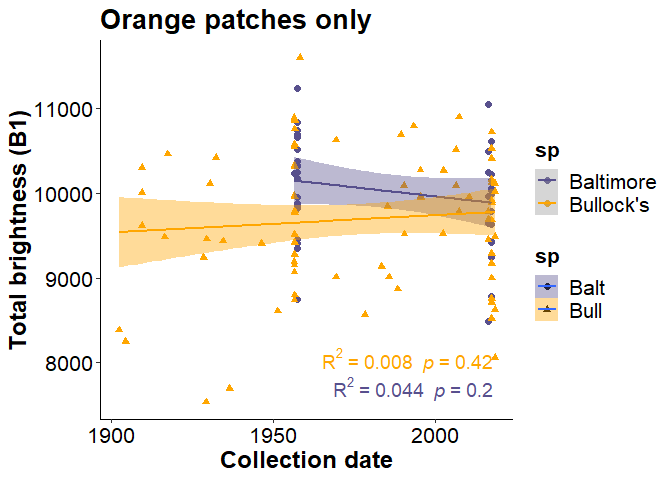 Orange patches only
Total brightness (B1)
11000
10000
9000
8000
R² = 0.008 p = 0.42
R² = 0.044 p = 0.2
1900
1950
2000
Collection date
sp
Baltimore
Bullock's
sp
Balt
Bull